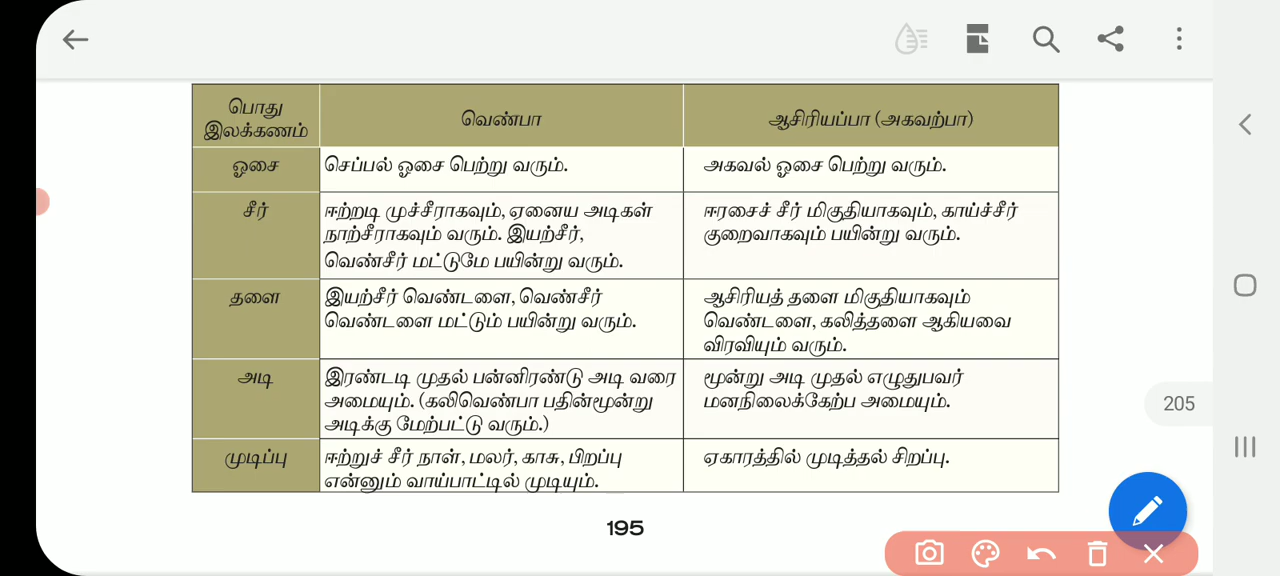 பொது
இலக்கணம்
வெண்பா
ஆசிரியப்பா (அகவற்பா)
ஓசை
செப்பல் ஓசை பெற்று வரும்.
அகவல் ஓசை பெற்று வரும்.
சீர்
ஈற்றடி முச்சீராகவும், ஏனைய அடிகள்
நாற்சீராகவும் வரும். இயற்சீர்,
வெண்சீர் மட்டுமே பயின்று வரும்.
ஈரசைச் சீர் மிகுதியாகவும், காய்ச்சீர்
குறைவாகவும் பயின்று வரும்.
தளை
இயற்சீர் வெண்டளை, வெண்சீர்
வெண்டளை மட்டும் பயின்று வரும்.
ஆசிரியத் தளை மிகுதியாகவும்
வெண்டளை, கலித்தளை ஆகியவை
விரவியும் வரும்.
அடி
இரண்டடி முதல் பன்னிரண்டு அடி வரை
அமையும். (கலிவெண்பா பதின்மூன்று
அடிக்கு மேற்பட்டு வரும்.)
மூன்று அடி முதல் எழுதுபவர்
மனநிலைக்கேற்ப அமையும்.
முடிப்பு
ஈற்றுச் சீர் நாள், மலர், காசு, பிறப்பு
என்னும் வாய்பாட்டில் முடியும்.
ஏகாரத்தில் முடித்தல் சிறப்பு.
195
205